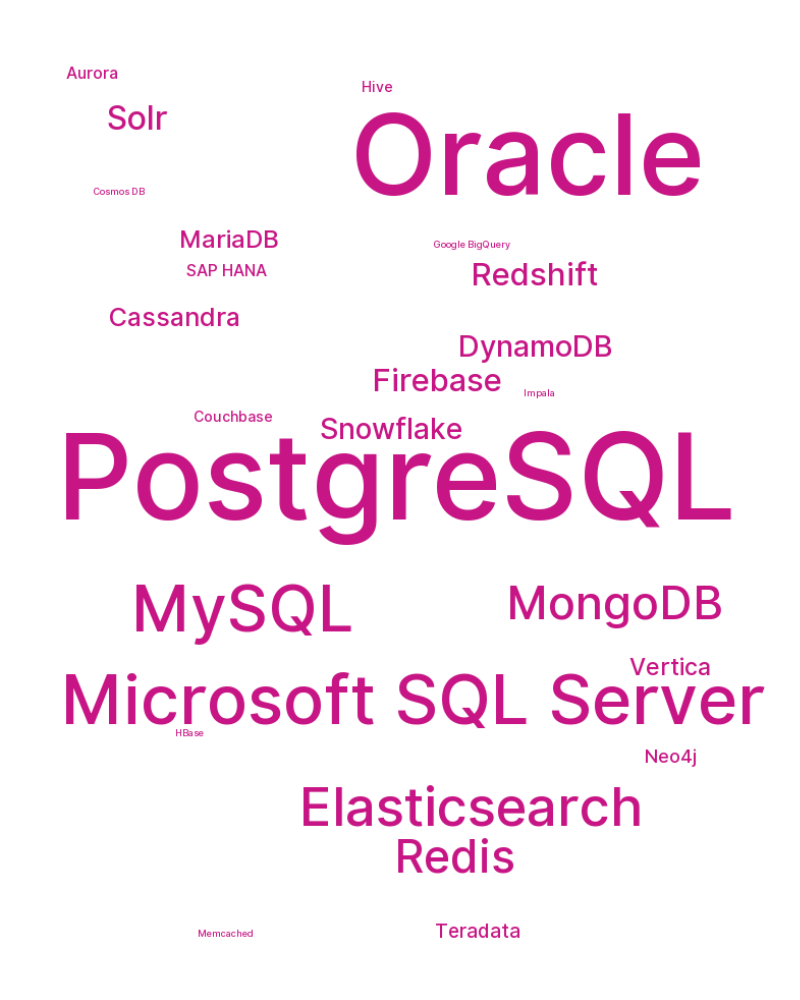 Aurora
Hive
Solr
Oracle
Cosmos DB
MariaDB
Google BigQuery
SAP HANA
Redshift
Cassandra
DynamoDB
Firebase
Impala
Couchbase
Snowflake
PostgreSQL
MySQL
MongoDB
Vertica
Microsoft SQL Server
HBase
Neo4j
Elasticsearch
Redis
Memcached
Teradata